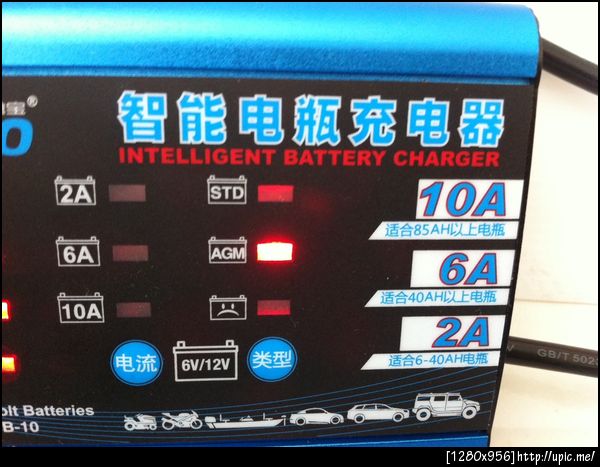 宝®
O
智能电瓶充电器
INTELLIGENT BATTERY CHARGER
2A
STD
10A
适合85AH以上电瓶
6A
AGM
6A
适合40AH以上电瓶
10A
2A
适合6-40AH电瓶
电流
6V/12V
类型
GB/T 502
olt Batteries
B-10
[1280x956]http://upic.me/